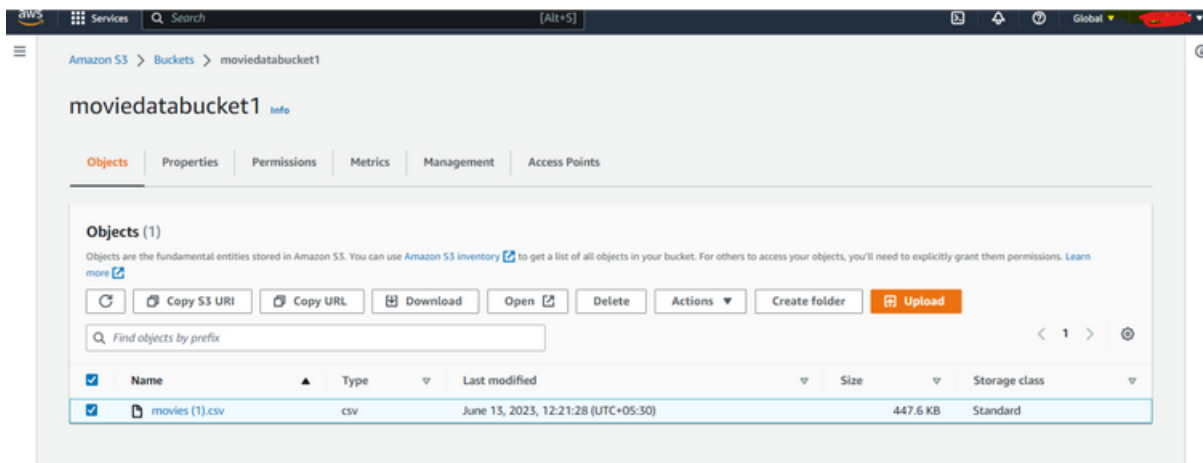 aws Services Search [Alt+S] Global
Amazon S3 > Buckets > moviedatabucket1
moviedatabucket1 Info
Objects Properties Permissions Metrics Management Access Points
Objects (1)
Objects are the fundamental entities stored in Amazon S3. You can use Amazon S3 inventory to get a list of all objects in your bucket. For others to access your objects, you'll need to explicitly grant them permissions. Learn
more
Copy S3 URI Copy URL Download Open Delete Actions Create folder Upload
Find objects by prefix < 1 >
Name Type Last modified Size Storage class
movies (1).csv csv June 13, 2023, 12:21:28 (UTC+05:30) 447.6 KB Standard